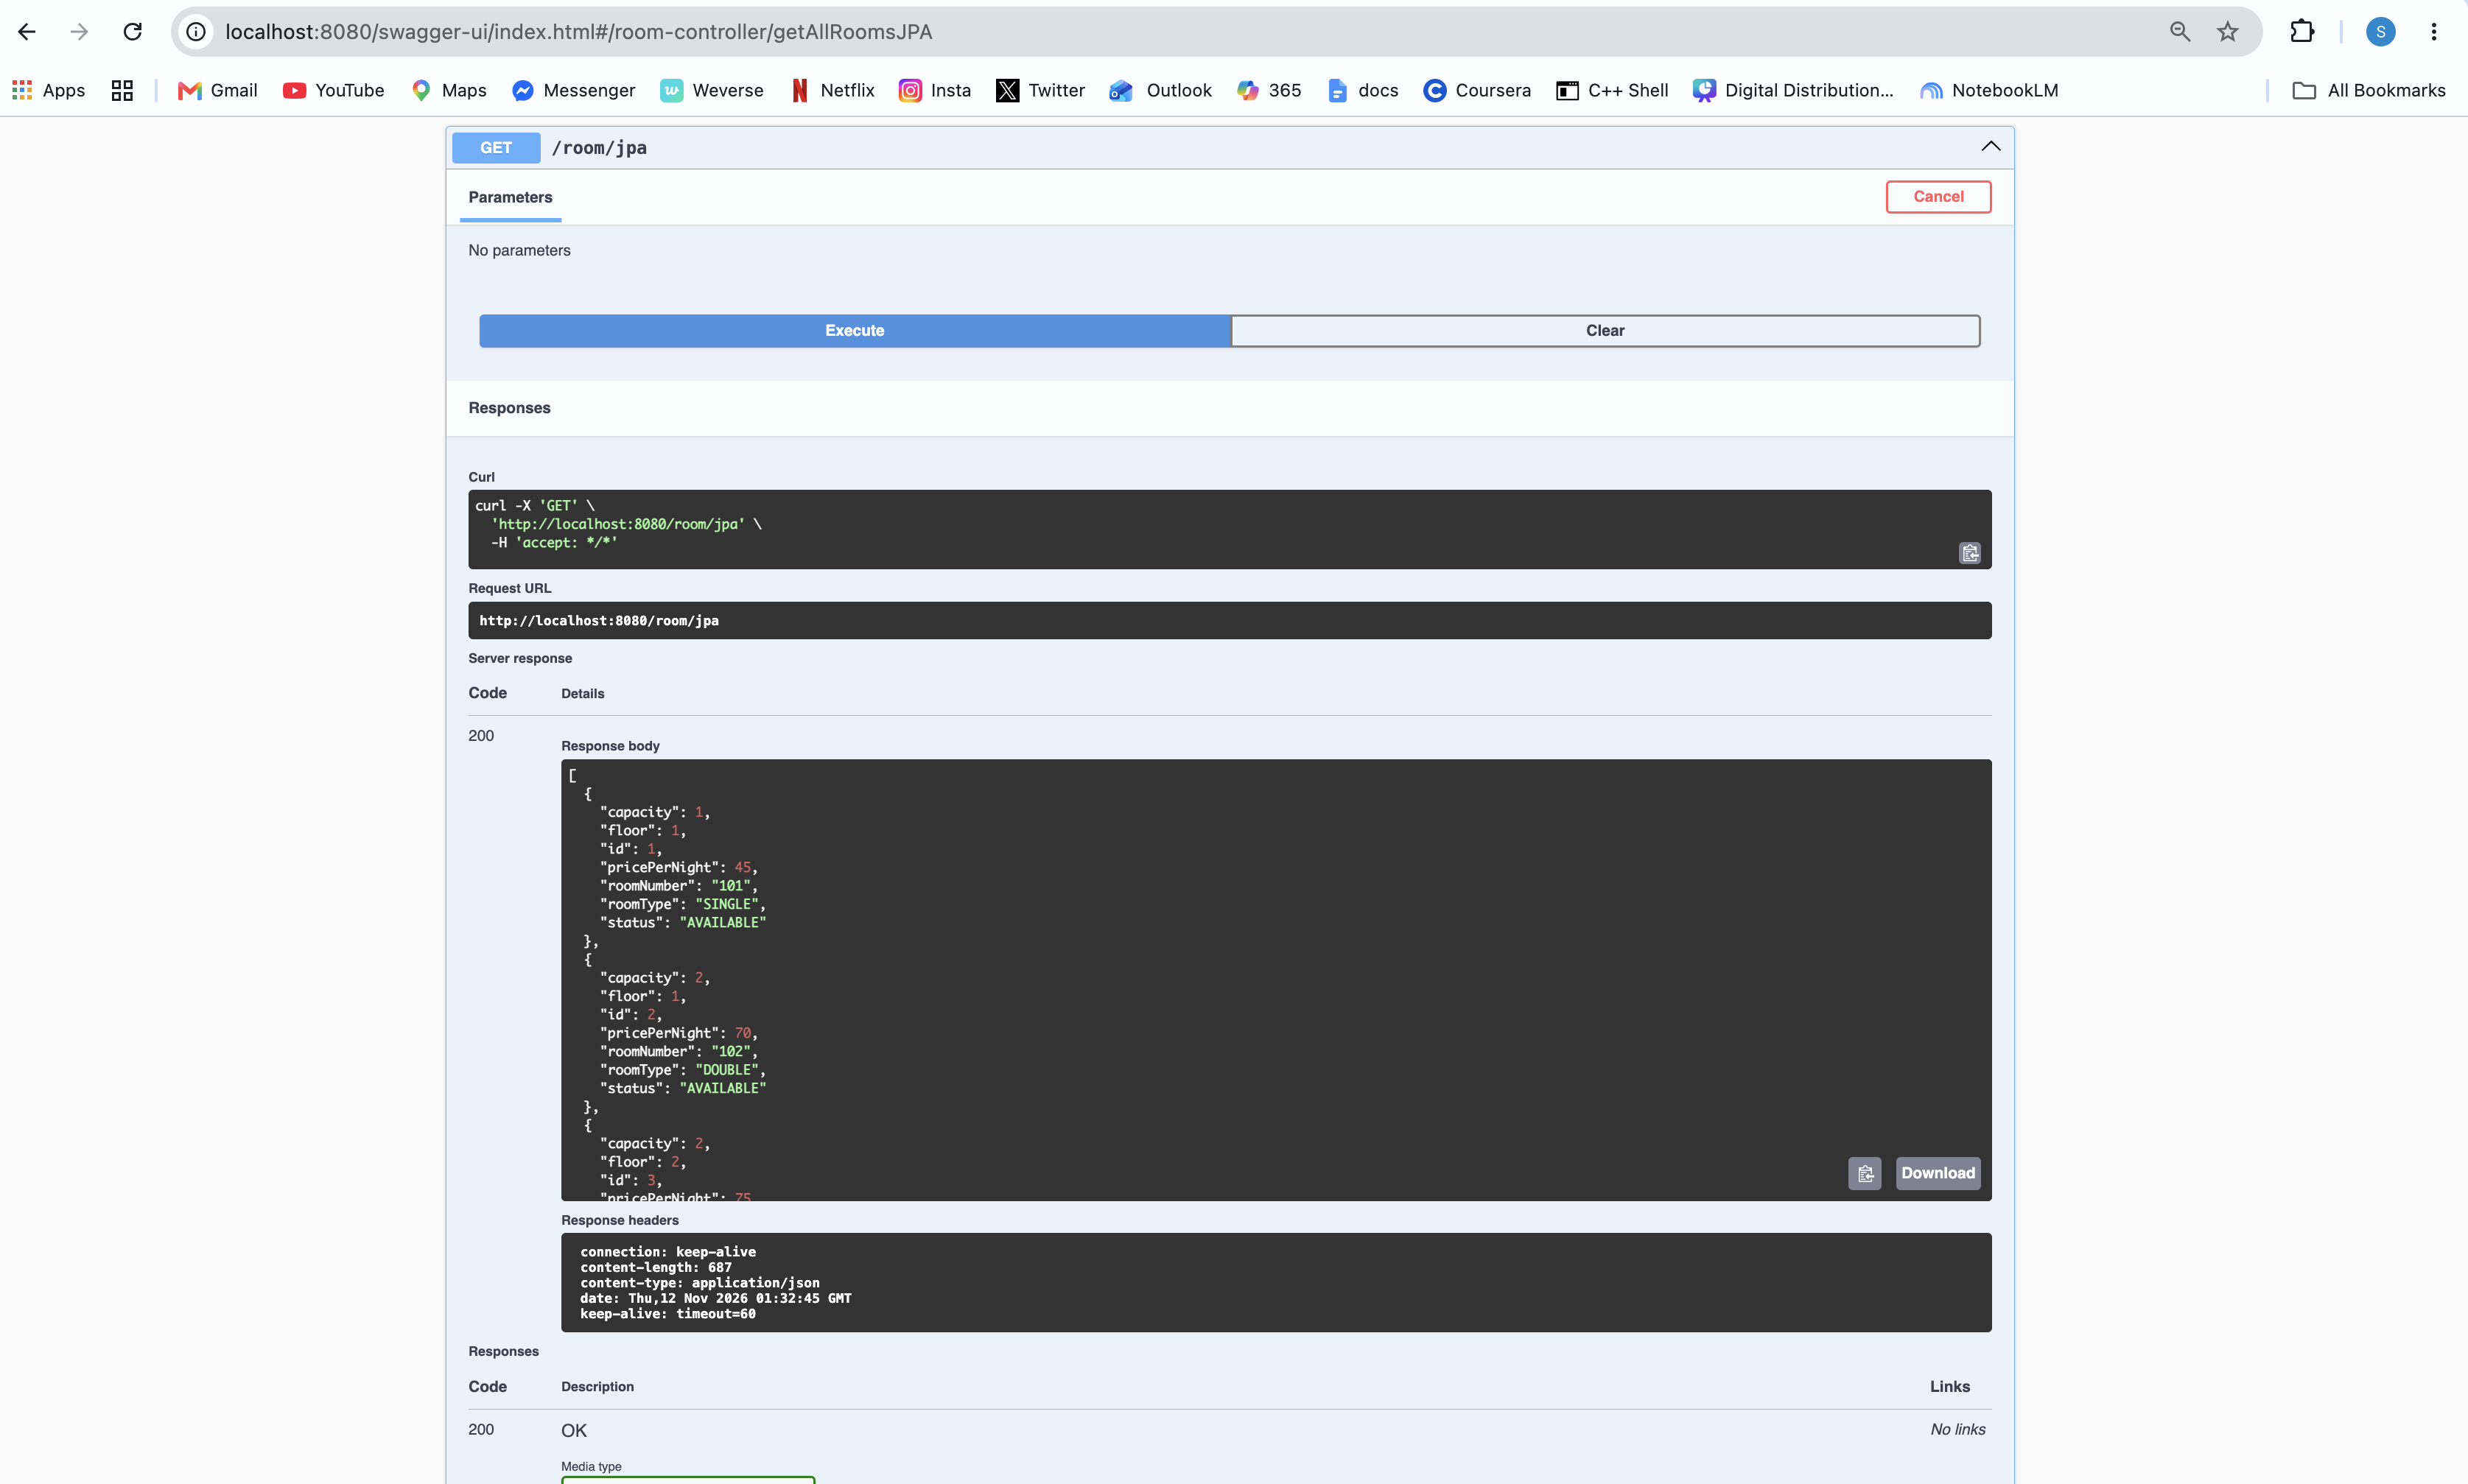 localhost:8080/swagger-ui/index.html#/room-controller/getAllRoomsJPA
S
Apps Gmail YouTube Maps Messenger Weverse Netflix Insta Twitter Outlook 365 docs Coursera C++ Shell Digital Distribution... NotebookLM All Bookmarks
GET /room/jpa
Parameters Cancel
No parameters
Execute Clear
Responses
Curl
curl -X 'GET' \
'http://localhost:8080/room/jpa' \
-H 'accept: */*'
Request URL
http://localhost:8080/room/jpa
Server response
Code Details
200
Response body
[
{
"capacity": 1,
"floor": 1,
"id": 1,
"pricePerNight": 45,
"roomNumber": "101",
"roomType": "SINGLE",
"status": "AVAILABLE"
},
{
"capacity": 2,
"floor": 1,
"id": 2,
"pricePerNight": 70,
"roomNumber": "102",
"roomType": "DOUBLE",
"status": "AVAILABLE"
},
{
"capacity": 2,
"floor": 2,
"id": 3,
"pricePerNight": 75
Download
Response headers
connection: keep-alive
content-length: 687
content-type: application/json
date: Thu,12 Nov 2026 01:32:45 GMT
keep-alive: timeout=60
Responses
Code Description Links
200 OK No links
Media type